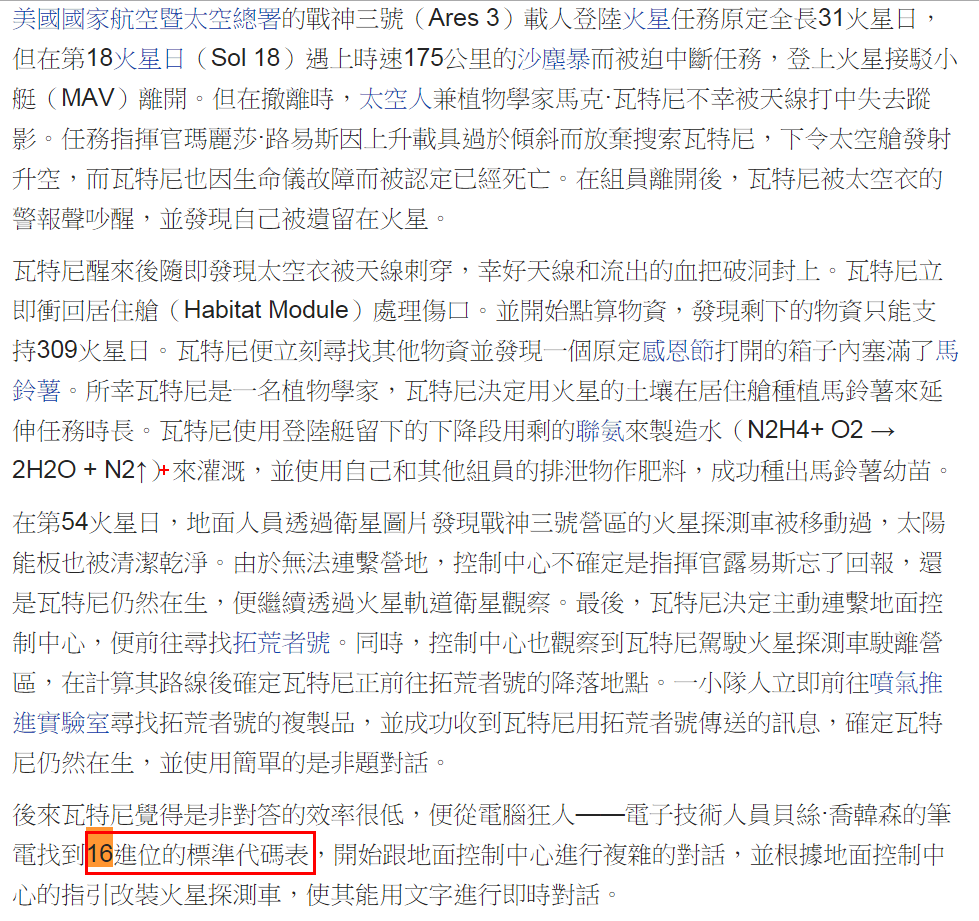 美國國家航空暨太空總署的戰神三號（Ares 3）載人登陸火星任務原定全長31火星日，
但在第18火星日（Sol 18）遇上時速175公里的沙塵暴而被迫中斷任務，登上火星接駁小
艇（MAV）離開。但在撤離時，太空人兼植物學家馬克·瓦特尼不幸被天線打中失去蹤
影。任務指揮官瑪麗莎·路易斯因上升載具過於傾斜而放棄搜索瓦特尼，下令太空艙發射
升空，而瓦特尼也因生命儀故障而被認定已經死亡。在組員離開後，瓦特尼被太空衣的
警報聲吵醒，並發現自己被遺留在火星。
瓦特尼醒來後隨即發現太空衣被天線刺穿，幸好天線和流出的血把破洞封上。瓦特尼立
即衝回居住艙（Habitat Module）處理傷口。並開始點算物資，發現剩下的物資只能支
持309火星日。瓦特尼便立刻尋找其他物資並發現一個原定感恩節打開的箱子內塞滿了馬
鈴薯。所幸瓦特尼是一名植物學家，瓦特尼決定用火星的土壤在居住艙種植馬鈴薯來延
伸任務時長。瓦特尼使用登陸艇留下的下降段用剩的聯氨來製造水（N2H4+ O2 →
2H2O + N2↑）+來灌溉，並使用自己和其他組員的排泄物作肥料，成功種出馬鈴薯幼苗。
在第54火星日，地面人員透過衛星圖片發現戰神三號營區的火星探測車被移動過，太陽
能板也被清潔乾淨。由於無法連繫營地，控制中心不確定是指揮官露易斯忘了回報，還
是瓦特尼仍然在生，便繼續透過火星軌道衛星觀察。最後，瓦特尼決定主動連繫地面控
制中心，便前往尋找拓荒者號。同時，控制中心也觀察到瓦特尼駕駛火星探測車駛離營
區，在計算其路線後確定瓦特尼正前往拓荒者號的降落地點。一小隊人立即前往噴氣推
進實驗室尋找拓荒者號的複製品，並成功收到瓦特尼用拓荒者號傳送的訊息，確定瓦特
尼仍然在生，並使用簡單的是非題對話。
後來瓦特尼覺得是非對答的效率很低，便從電腦狂人——電子技術人員貝絲·喬韓森的筆
電找到16進位的標準代碼表，開始跟地面控制中心進行複雜的對話，並根據地面控制中
心的指引改裝火星探測車，使其能用文字進行即時對話。